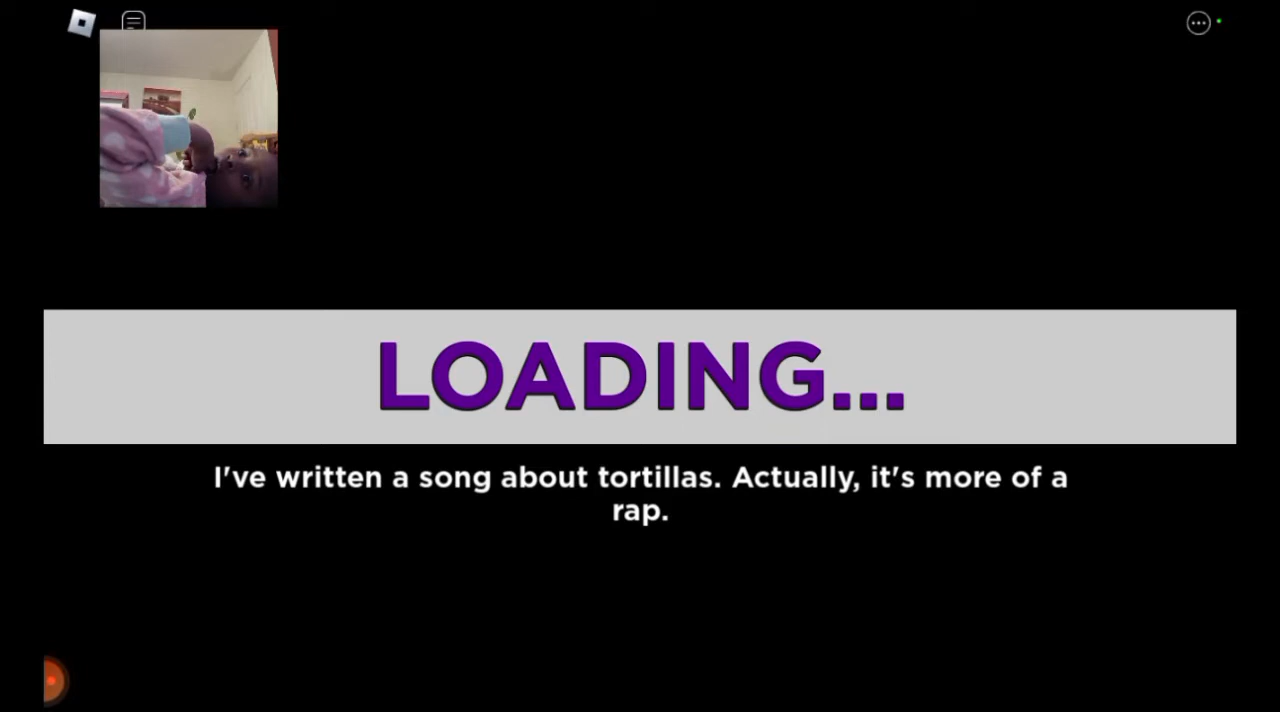 LOADING...
I've written a song about tortillas. Actually, it's more of a
rap.